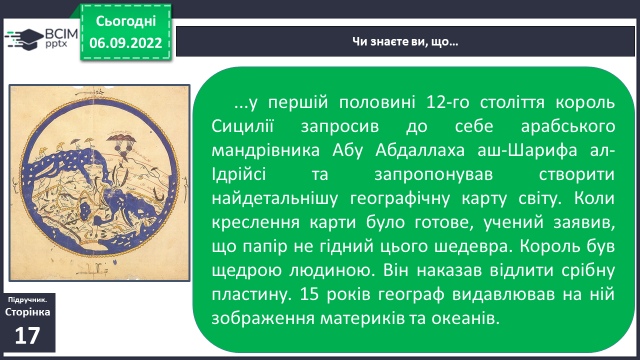 Сьогодні
06.09.2022
ВСІМ
pptx
Чи знаєте ви, що…
...у першій половині 12-го століття король
Сицилії запросив до себе арабського
мандрівника Абу Абдаллаха аш-Шарифа ал-
Ідрійсі та запропонував створити
найдетальнішу географічну карту світу. Коли
креслення карти було готове, учений заявив,
що папір не гідний цього шедевра. Король був
щедрою людиною. Він наказав відлити срібну
пластину. 15 років географ видавлював на ній
зображення материків та океанів.
Підручник.
Сторінка
17